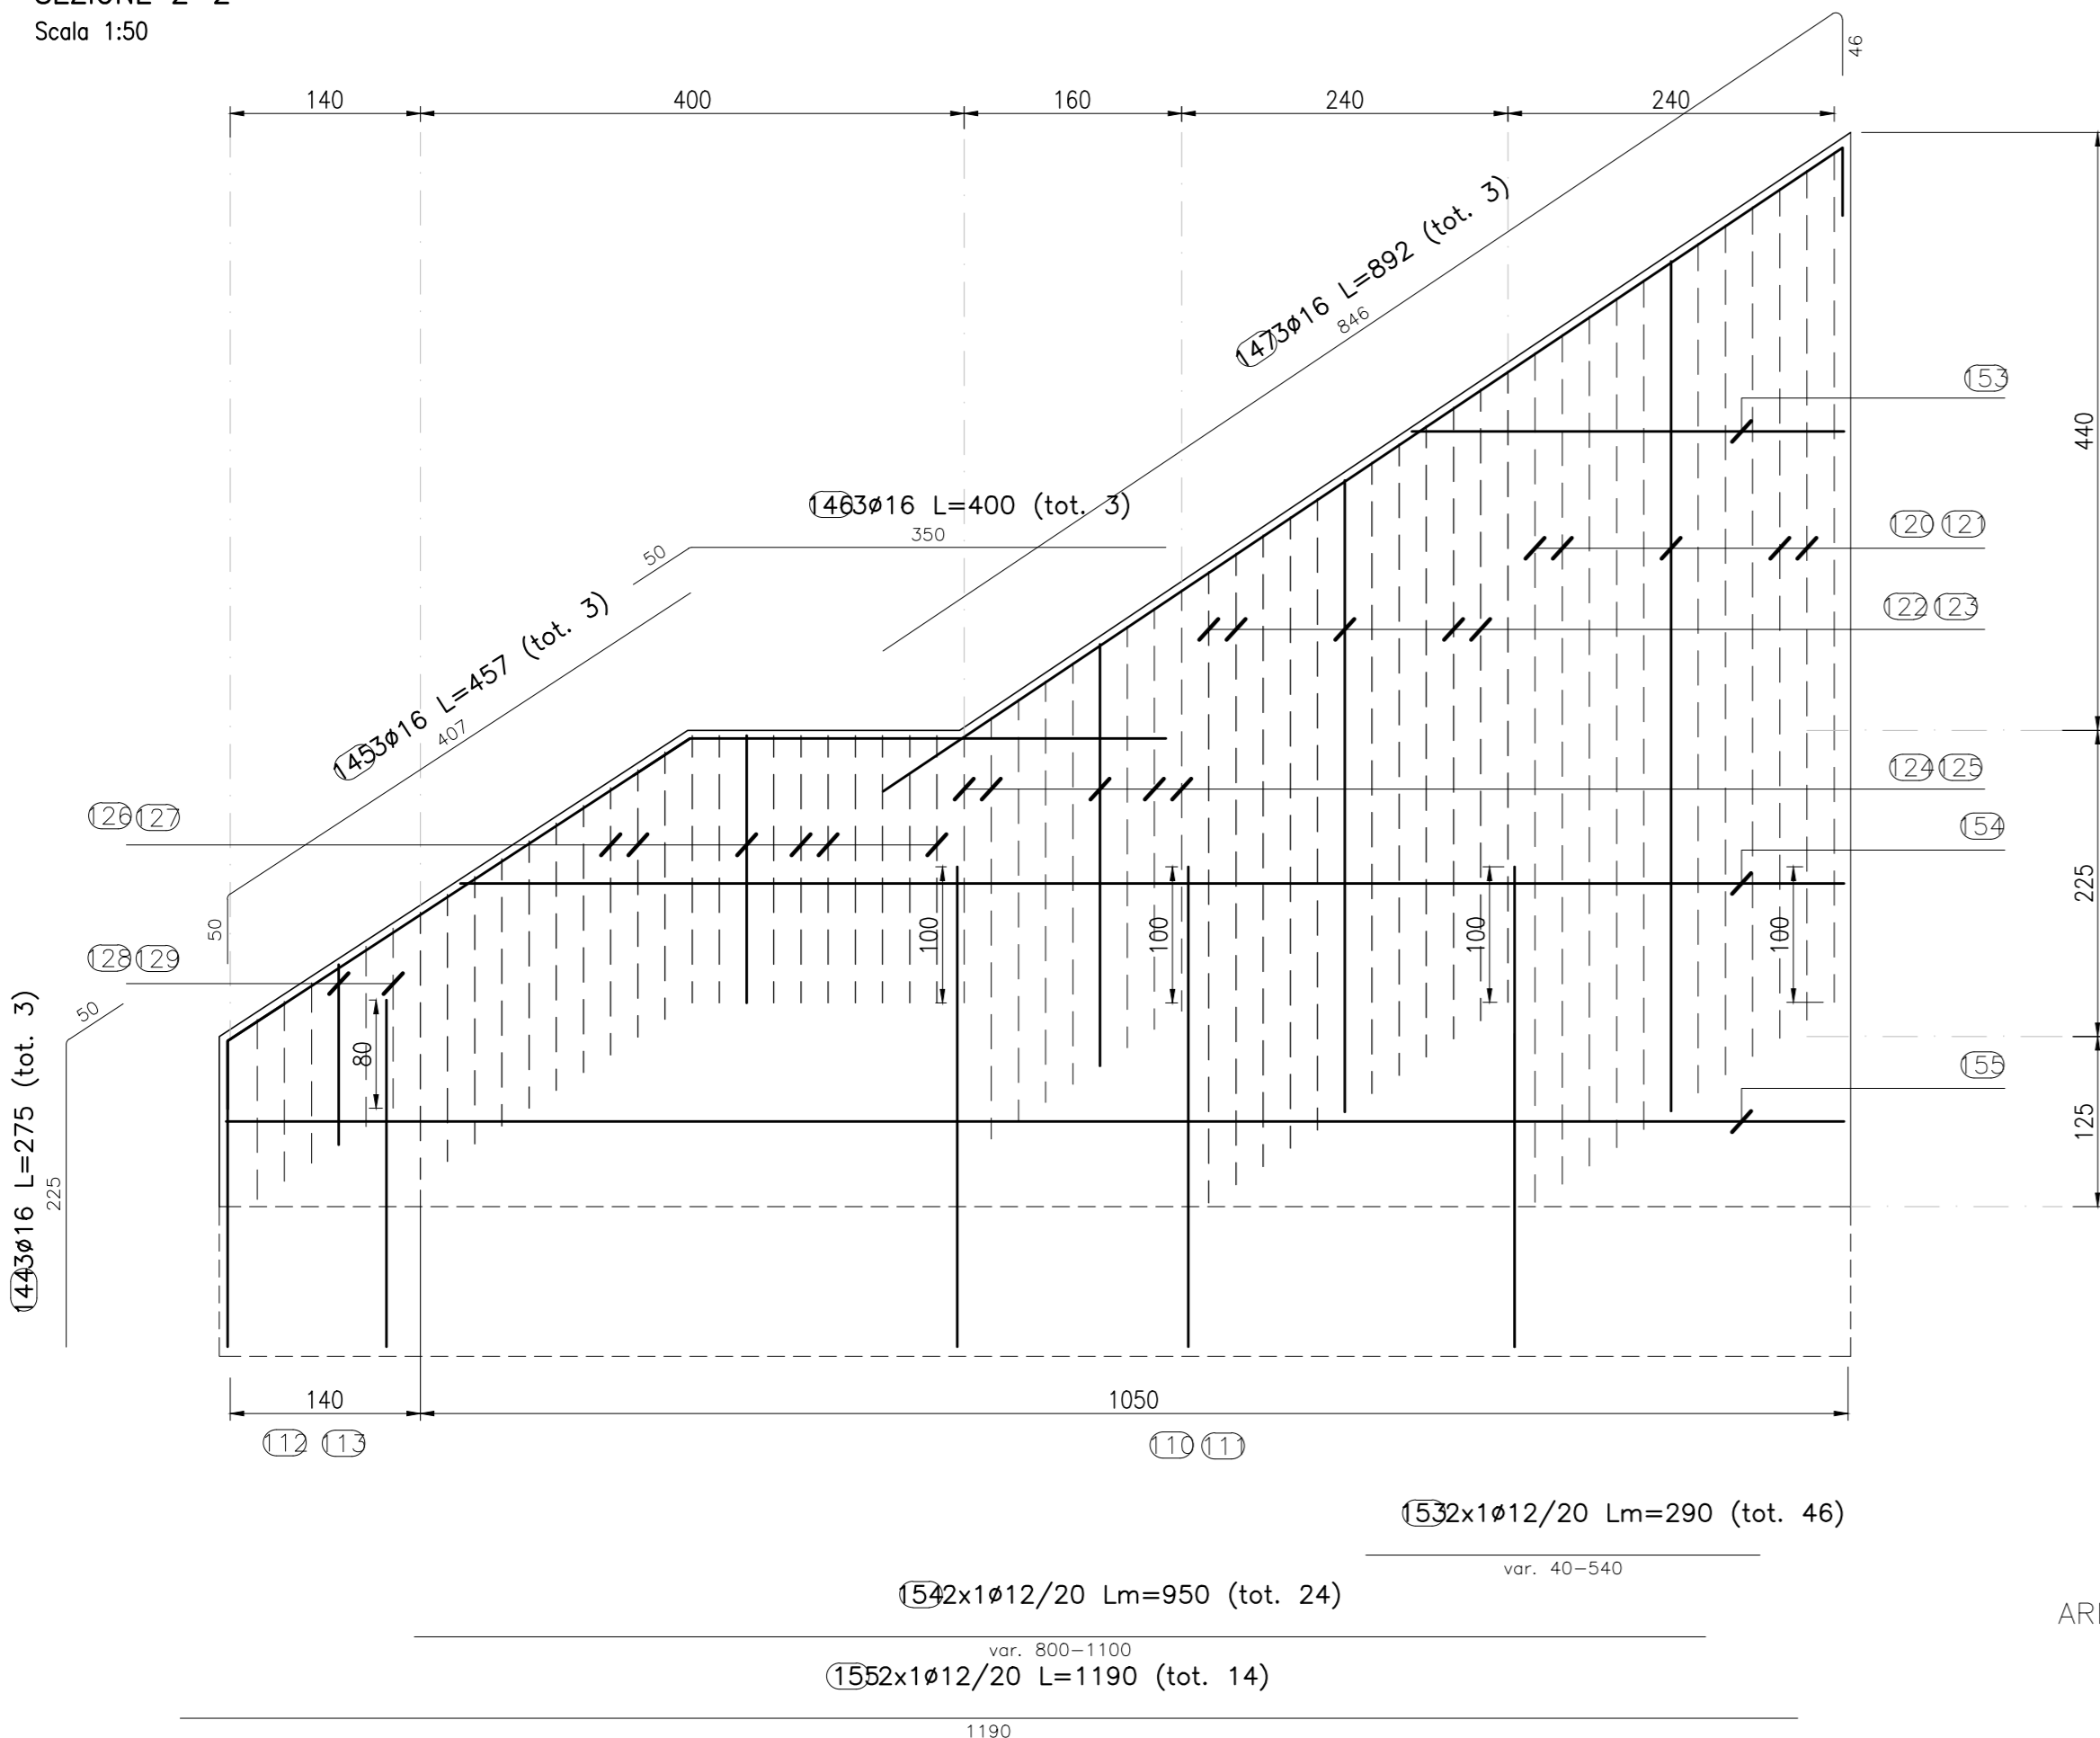 Scala 1:50
46
140 400 160 240 240
147 3ø16 L=892 (tot. 3)
846
153
440
146 3ø16 L=400 (tot. 3)
350
50
120 121
122 123
145 3ø16 L=457 (tot. 3)
407
50
124 125
154
126 127
225
100 100 100 100
128 129
80
155
125
144 3ø16 L=275 (tot. 3)
50
225
140 1050
112 113 110 111
153 2x1ø12/20 Lm=290 (tot. 46)
var. 40-540
154 2x1ø12/20 Lm=950 (tot. 24)
var. 800-1100
155 2x1ø12/20 L=1190 (tot. 14)
1190